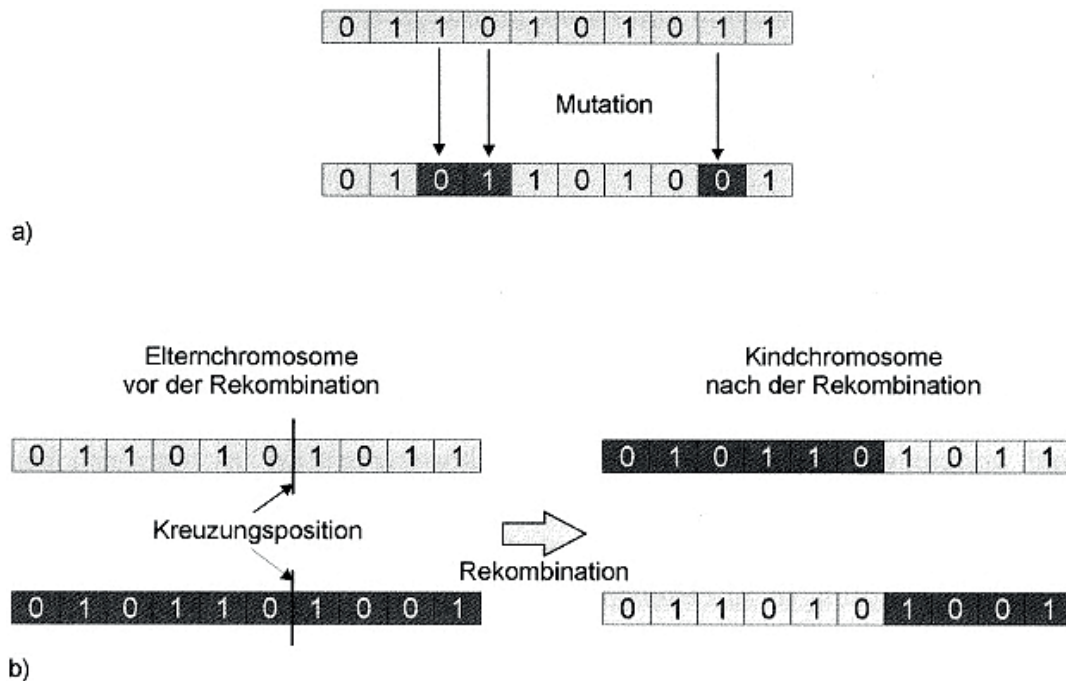 0 1 1 0 1 0 1 0 1 1
Mutation
0 1 0 1 1 0 1 0 0 1
a)
Elternchromosome
vor der Rekombination
Kindchromosome
nach der Rekombination
0 1 1 0 1 0 1 0 1 1
0 1 0 1 1 0 1 0 1 1
Kreuzungsposition
Rekombination
0 1 0 1 1 0 1 0 0 1
0 1 1 0 1 0 1 0 0 1
b)